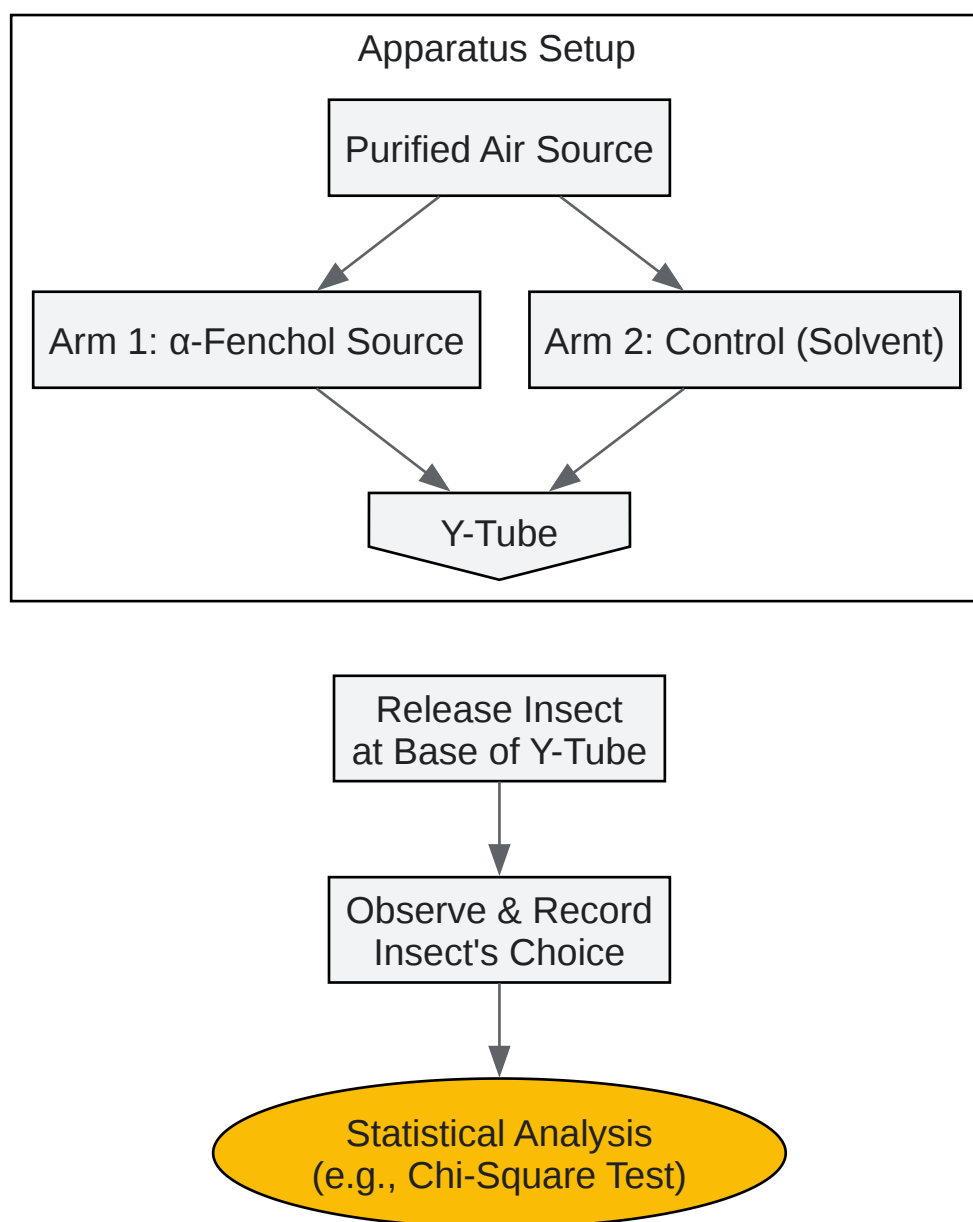 Apparatus Setup
Purified Air Source
Arm 1: α-Fenchol Source
Arm 2: Control (Solvent)
Y-Tube
Release Insect
at Base of Y-Tube
Observe & Record
Insect's Choice
Statistical Analysis
(e.g., Chi-Square Test)